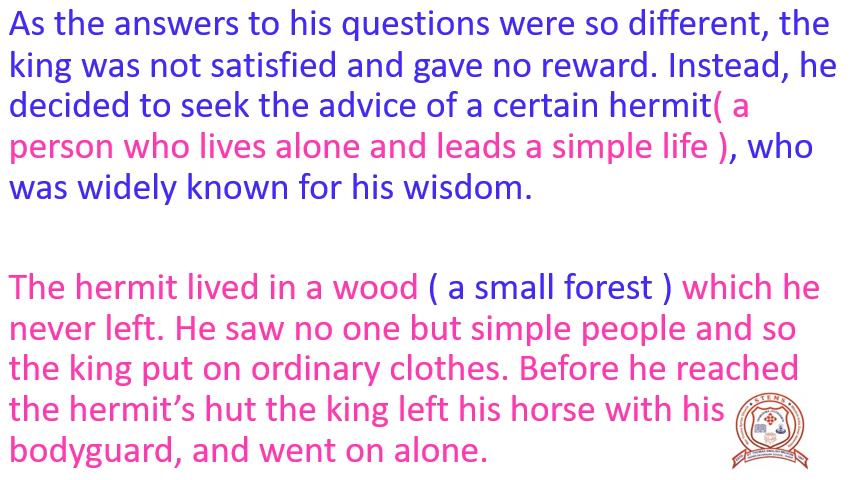 As the answers to his questions were so different, the
king was not satisfied and gave no reward. Instead, he
decided to seek the advice of a certain hermit( a
person who lives alone and leads a simple life ), who
was widely known for his wisdom.
The hermit lived in a wood ( a small forest ) which he
never left. He saw no one but simple people and so
the king put on ordinary clothes. Before he reached
the hermit’s hut the king left his horse with his
bodyguard, and went on alone.
STEMS